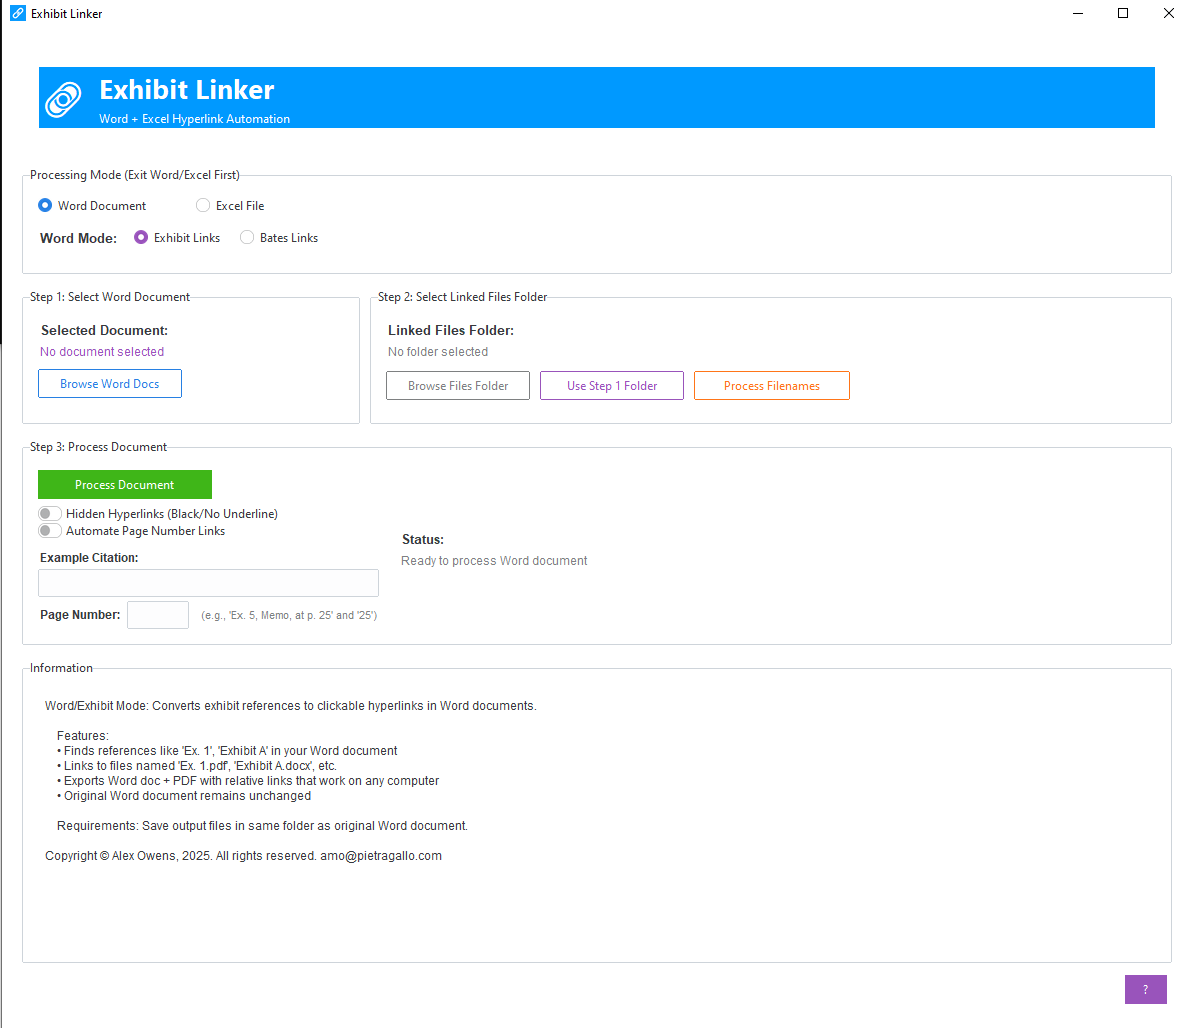 Exhibit Linker
Exhibit Linker
Word + Excel Hyperlink Automation
Processing Mode (Exit Word/Excel First)
Word Document
Excel File
Word Mode:
Exhibit Links
Bates Links
Step 1: Select Word Document
Selected Document:
No document selected
Browse Word Docs
Step 2: Select Linked Files Folder
Linked Files Folder:
No folder selected
Browse Files Folder
Use Step 1 Folder
Process Filenames
Step 3: Process Document
Process Document
Hidden Hyperlinks (Black/No Underline)
Automate Page Number Links
Example Citation:
Page Number:
(e.g., 'Ex. 5, Memo, at p. 25' and '25')
Status:
Ready to process Word document
Information
Word/Exhibit Mode: Converts exhibit references to clickable hyperlinks in Word documents.
Features:
• Finds references like 'Ex. 1', 'Exhibit A' in your Word document
• Links to files named 'Ex. 1.pdf', 'Exhibit A.docx', etc.
• Exports Word doc + PDF with relative links that work on any computer
• Original Word document remains unchanged
Requirements: Save output files in same folder as original Word document.
Copyright © Alex Owens, 2025. All rights reserved. amo@pietragallo.com
?